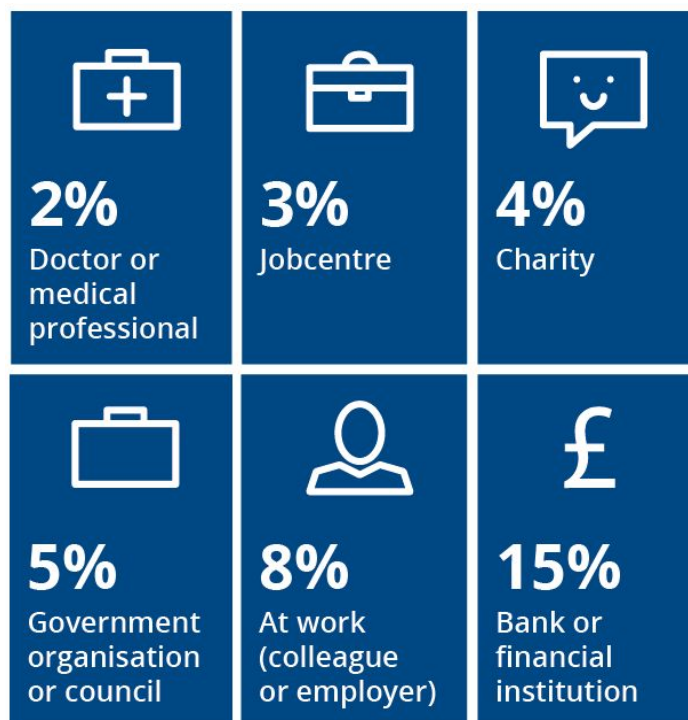 2%
Doctor or
medical
professional
3%
Jobcentre
4%
Charity
5%
Government
organisation
or council
8%
At work
(colleague
or employer)
£
15%
Bank or
financial
institution